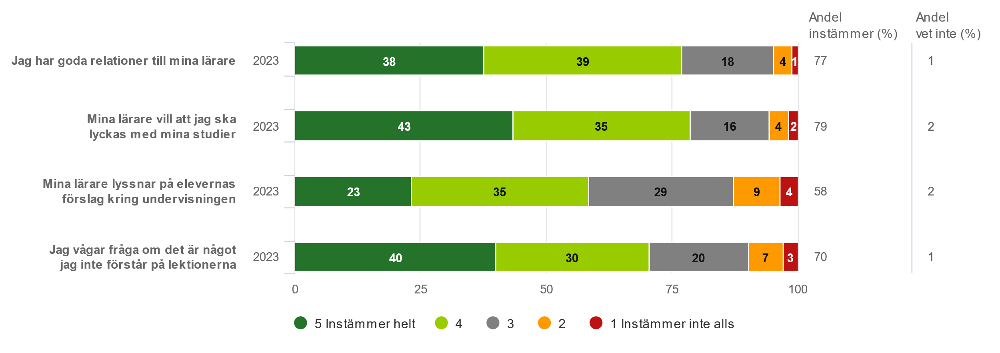 Andel
instämmer (%)
Andel
vet inte (%)
Jag har goda relationer till mina lärare 2023 38 39 18 4 1 77 1
Mina lärare vill att jag ska
lyckas med mina studier
2023 43 35 16 4 2 79 2
Mina lärare lyssnar på elevernas
förslag kring undervisningen
2023 23 35 29 9 4 58 2
Jag vågar fråga om det är något
jag inte förstår på lektionerna
2023 40 30 20 7 3 70 1
0 25 50 75 100
5 Instämmer helt 4 3 2 1 Instämmer inte alls